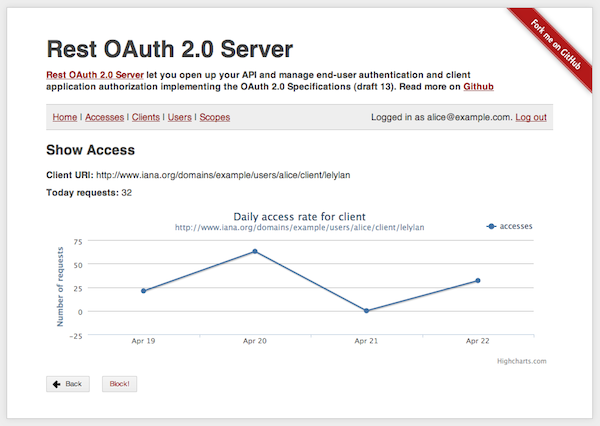 Fork me on GitHub
Rest OAuth 2.0 Server
Rest OAuth 2.0 Server let you open up your API and manage end-user authentication and client
application authorization implementing the OAuth 2.0 Specifications (draft 13). Read more on Github
Home | Accesses | Clients | Users | Scopes
Logged in as alice@example.com. Log out
Show Access
Client URI: http://www.iana.org/domains/example/users/alice/client/lelylan
Today requests: 32
Daily access rate for client
http://www.iana.org/domains/example/users/alice/client/lelylan
accesses
Number of requests
75
50
25
0
-25
Apr 19
Apr 20
Apr 21
Apr 22
Highcharts.com
Back
Block!